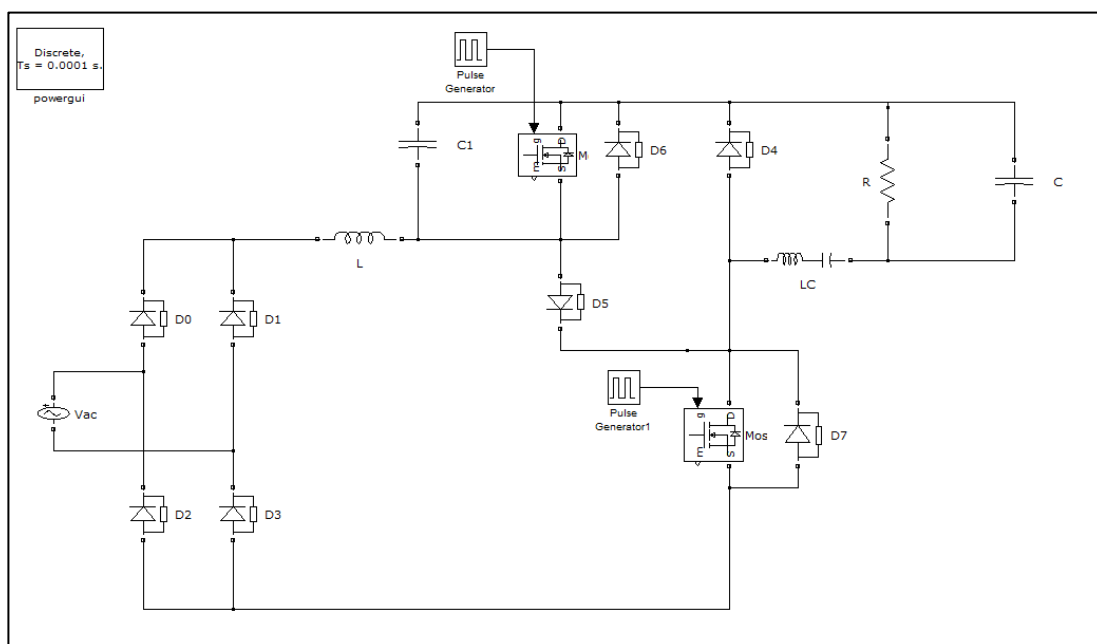 Discrete,
Ts = 0.0001 s.
powergui
Pulse
Generator
g
D
m
S
M
C1
D6
D4
R
C
L
LC
D5
D0
D1
+
Vac
Pulse
Generator1
g
D
m
S
Mos
D7
D2
D3